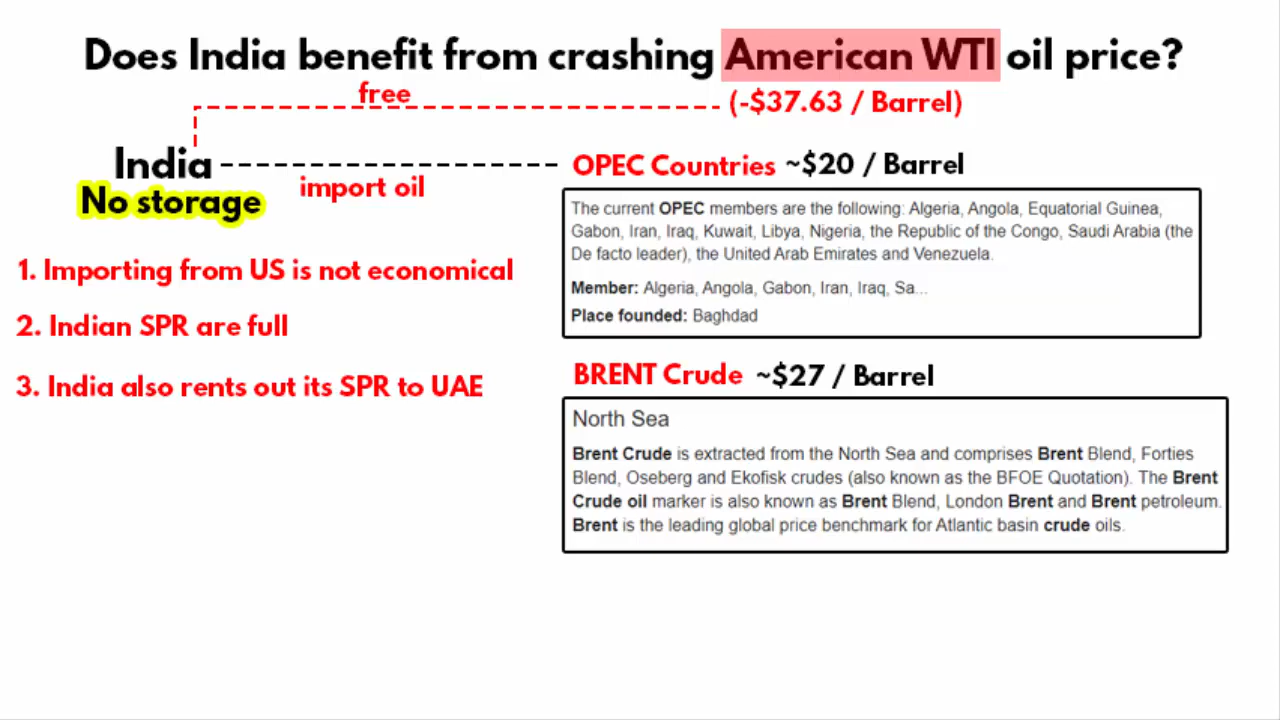 Does India benefit from crashing American WTI oil price?
free
(-$37.63 / Barrel)
India
No storage
import oil
OPEC Countries ~$20 / Barrel
The current OPEC members are the following: Algeria, Angola, Equatorial Guinea,
Gabon, Iran, Iraq, Kuwait, Libya, Nigeria, the Republic of the Congo, Saudi Arabia (the
De facto leader), the United Arab Emirates and Venezuela.
Member: Algeria, Angola, Gabon, Iran, Iraq, Sa...
Place founded: Baghdad
1. Importing from US is not economical
2. Indian SPR are full
3. India also rents out its SPR to UAE
BRENT Crude ~$27 / Barrel
North Sea
Brent Crude is extracted from the North Sea and comprises Brent Blend, Forties
Blend, Oseberg and Ekofisk crudes (also known as the BFOE Quotation). The Brent
Crude oil marker is also known as Brent Blend, London Brent and Brent petroleum.
Brent is the leading global price benchmark for Atlantic basin crude oils.